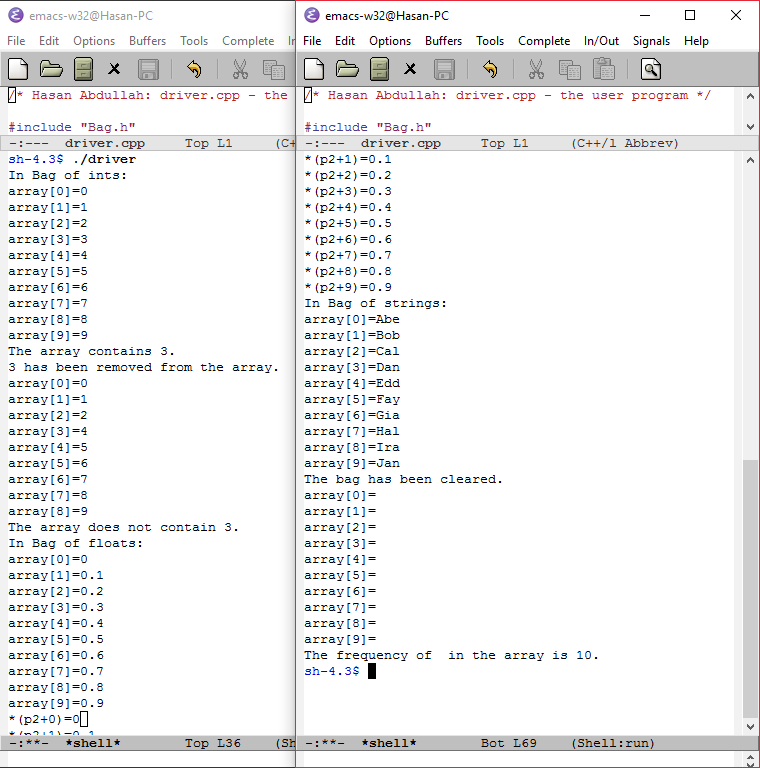 emacs-w32@Hasan-PC
File Edit Options Buffers Tools Complete
/* Hasan Abdullah: driver.cpp - the
#include "Bag.h"
-:--- driver.cpp Top L1 (C+
sh-4.3$ ./driver
In Bag of ints:
array[0]=0
array[1]=1
array[2]=2
array[3]=3
array[4]=4
array[5]=5
array[6]=6
array[7]=7
array[8]=8
array[9]=9
The array contains 3.
3 has been removed from the array.
array[0]=0
array[1]=1
array[2]=2
array[3]=4
array[4]=5
array[5]=6
array[6]=7
array[7]=8
array[8]=9
The array does not contain 3.
In Bag of floats:
array[0]=0
array[1]=0.1
array[2]=0.2
array[3]=0.3
array[4]=0.4
array[5]=0.5
array[6]=0.6
array[7]=0.7
array[8]=0.8
array[9]=0.9
*(p2+0)=0
*(p2+1)=0.1
-:**- *shell* Top L36 (Sh
emacs-w32@Hasan-PC
File Edit Options Buffers Tools Complete In/Out Signals Help
/* Hasan Abdullah: driver.cpp - the user program */
#include "Bag.h"
-:--- driver.cpp Top L1 (C++/l Abbrev)
*(p2+1)=0.1
*(p2+2)=0.2
*(p2+3)=0.3
*(p2+4)=0.4
*(p2+5)=0.5
*(p2+6)=0.6
*(p2+7)=0.7
*(p2+8)=0.8
*(p2+9)=0.9
In Bag of strings:
array[0]=Abe
array[1]=Bob
array[2]=Cal
array[3]=Dan
array[4]=Edd
array[5]=Fay
array[6]=Gia
array[7]=Hal
array[8]=Ira
array[9]=Jan
The bag has been cleared.
array[0]=
array[1]=
array[2]=
array[3]=
array[4]=
array[5]=
array[6]=
array[7]=
array[8]=
array[9]=
The frequency of  in the array is 10.
sh-4.3$
-:**- *shell* Bot L69 (Shell:run)